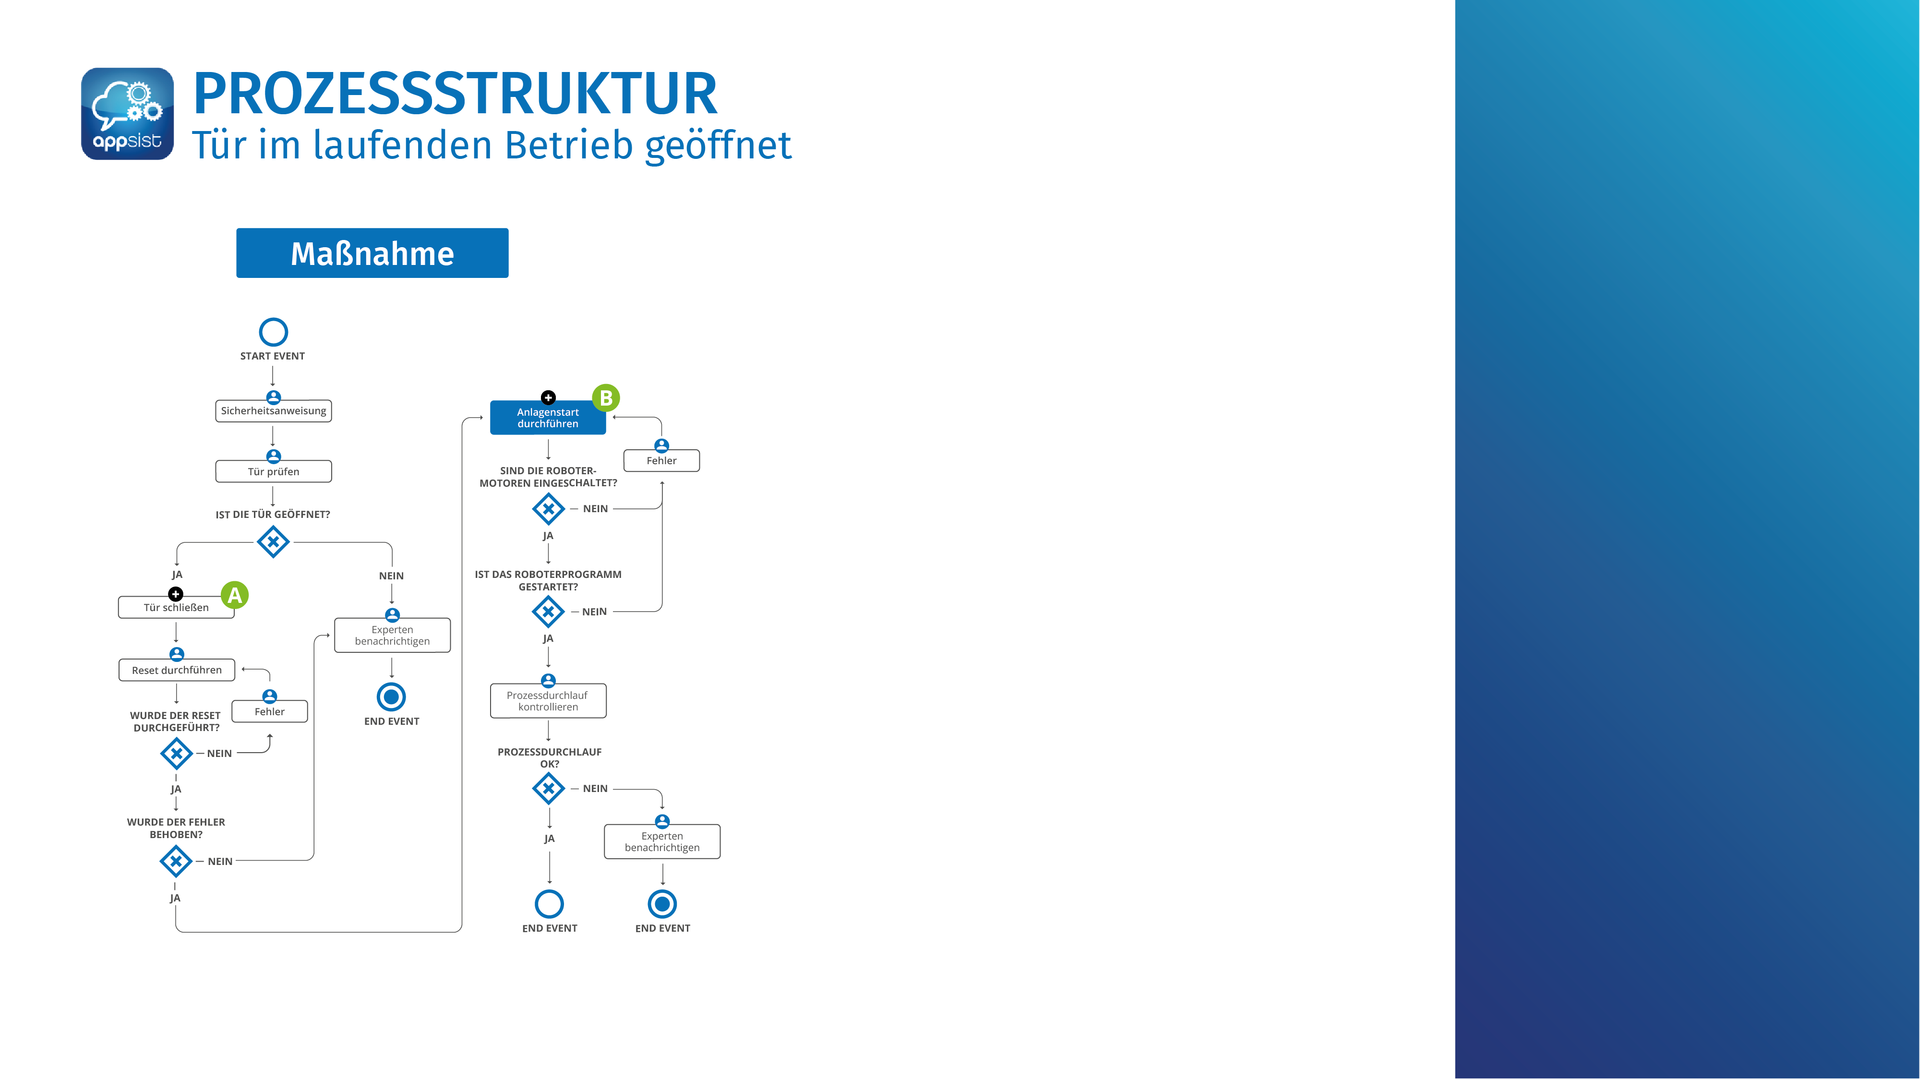 appsist
PROZESSSTRUKTUR
Tür im laufenden Betrieb geöffnet
Maßnahme
START EVENT
Sicherheitsanweisung
Tür prüfen
IST DIE TÜR GEÖFFNET?
JA
NEIN
A
Tür schließen
Experten
benachrichtigen
END EVENT
Reset durchführen
Fehler
WURDE DER RESET
DURCHGEFÜHRT?
NEIN
JA
WURDE DER FEHLER
BEHOBEN?
NEIN
JA
B
Anlagenstart
durchführen
Fehler
SIND DIE ROBOTER-
MOTOREN EINGESCHALTET?
NEIN
JA
IST DAS ROBOTERPROGRAMM
GESTARTET?
NEIN
JA
Prozessdurchlauf
kontrollieren
PROZESSDURCHLAUF
OK?
NEIN
JA
Experten
benachrichtigen
END EVENT
END EVENT